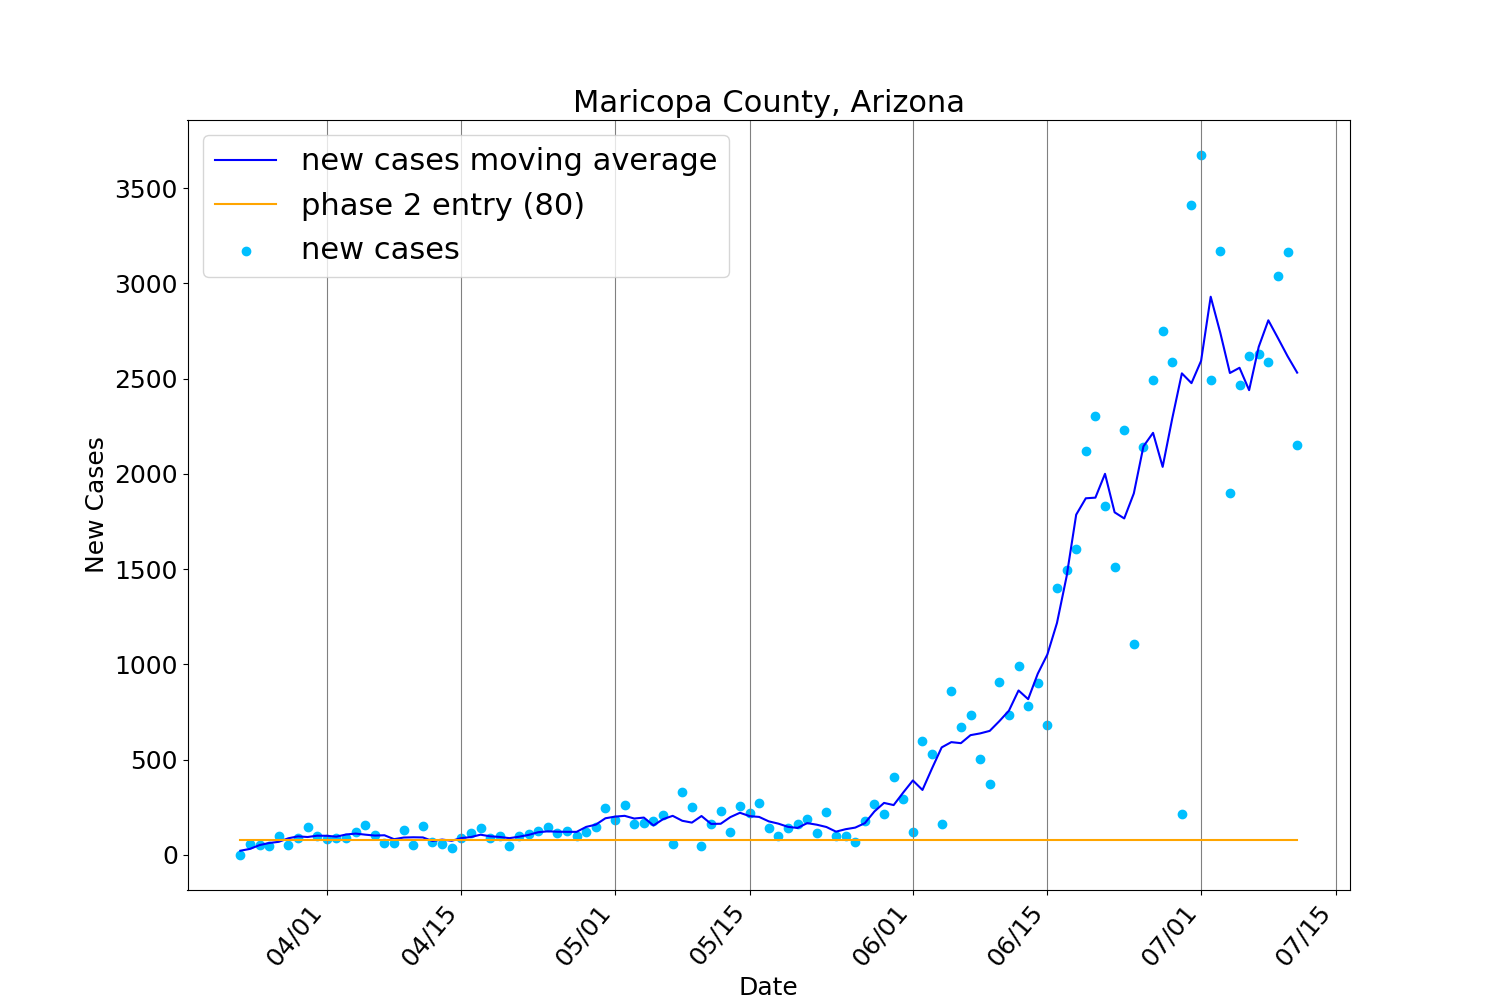 Maricopa County, Arizona
new cases moving average
phase 2 entry (80)
new cases
3500
3000
2500
2000
1500
1000
500
0
New Cases
04/01
04/15
05/01
05/15
06/01
06/15
07/01
07/15
Date